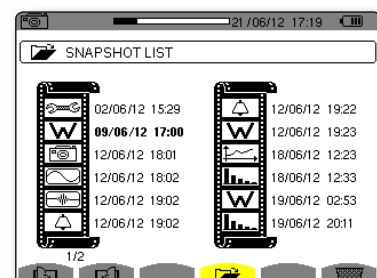 21/06/12 17:19
SNAPSHOT LIST
02/06/12 15:29
W 09/06/12 17:00
12/06/12 18:01
12/06/12 18:02
12/06/12 19:02
12/06/12 19:02
12/06/12 19:22
W 12/06/12 19:23
18/06/12 12:23
18/06/12 12:33
W 19/06/12 02:53
19/06/12 20:11
1/2